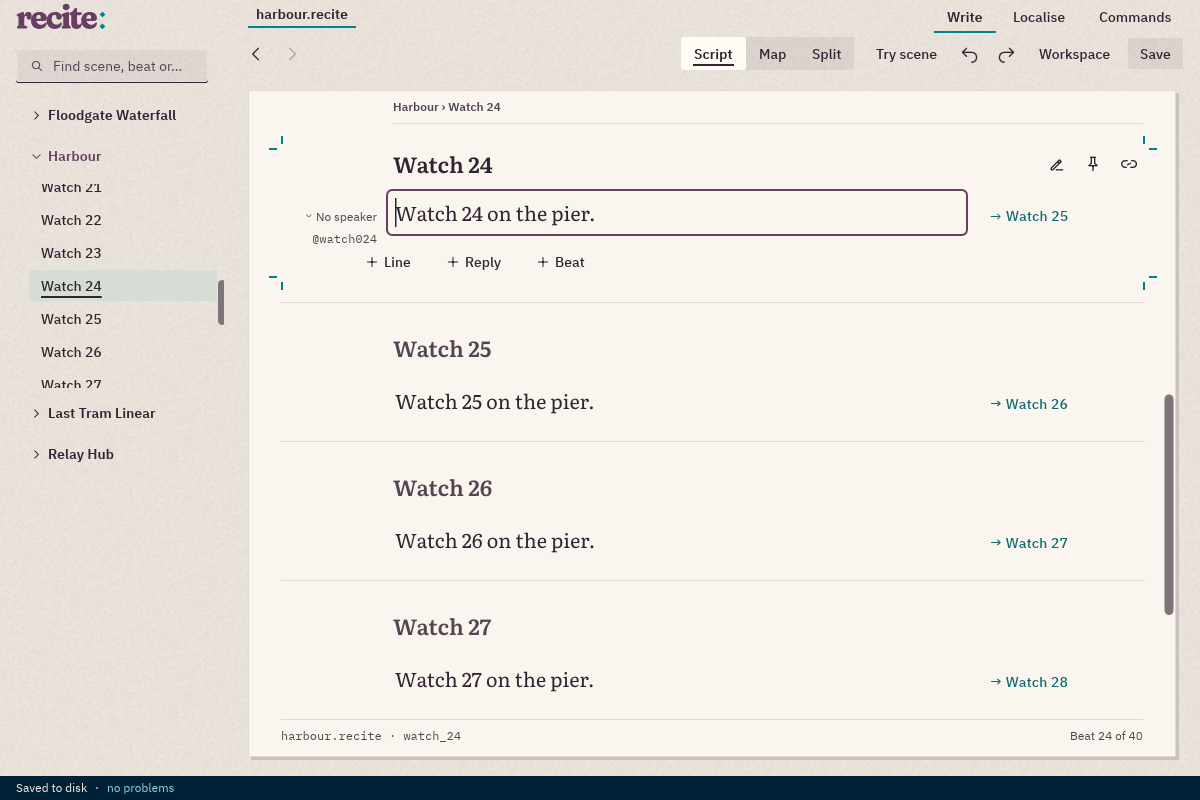 recite:
harbour.recite
Write
Localise
Commands
Find scene, beat or...
Script
Map
Split
Try scene
Workspace
Save
Floodgate Waterfall
Harbour
Watch 21
Watch 22
Watch 23
Watch 24
Watch 25
Watch 26
Watch 27
Last Tram Linear
Relay Hub
Harbour › Watch 24
Watch 24
No speaker
@watch024
Watch 24 on the pier.
→ Watch 25
+ Line
+ Reply
+ Beat
Watch 25
Watch 25 on the pier.
→ Watch 26
Watch 26
Watch 26 on the pier.
→ Watch 27
Watch 27
Watch 27 on the pier.
→ Watch 28
harbour.recite · watch_24
Beat 24 of 40
Saved to disk · no problems